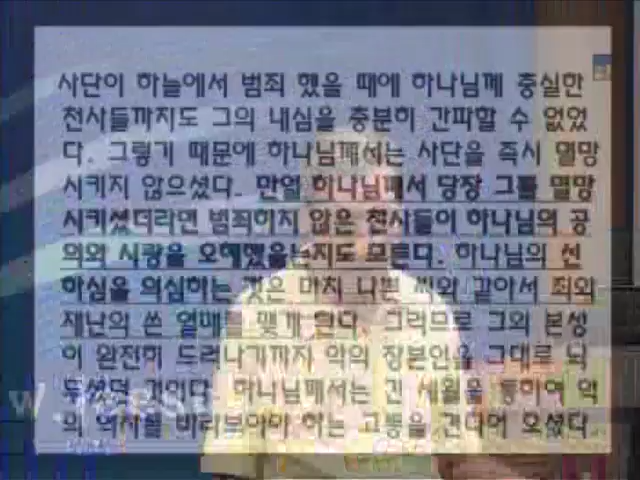 사단이 하늘에서 범죄 했을 때에 하나님께 충실한
천사들까지도 그의 내심을 충분히 간파할 수 없었
다. 그렇기 때문에 하나님께서는 사단을 즉시 멸망
시키지 않으셨다. 만일 하나님께서 당장 그를 멸망
시키셨더라면 범죄하지 않은 천사들이 하나님의 공
의와 사랑을 오해했을는지도 모른다. 하나님의 선
하심을 의심하는 것은 마치 나쁜 씨와 같아서 죄와
재난의 쓴 열매를 맺게 된다. 그러므로 그의 본성
이 완전히 드러나기까지 악의 장본인을 그대로 되
두셨던 것이다. 하나님께서는 긴 세월을 통하여 악
의 역사를 바라보아야 하는 고통을 견디어 오셨다